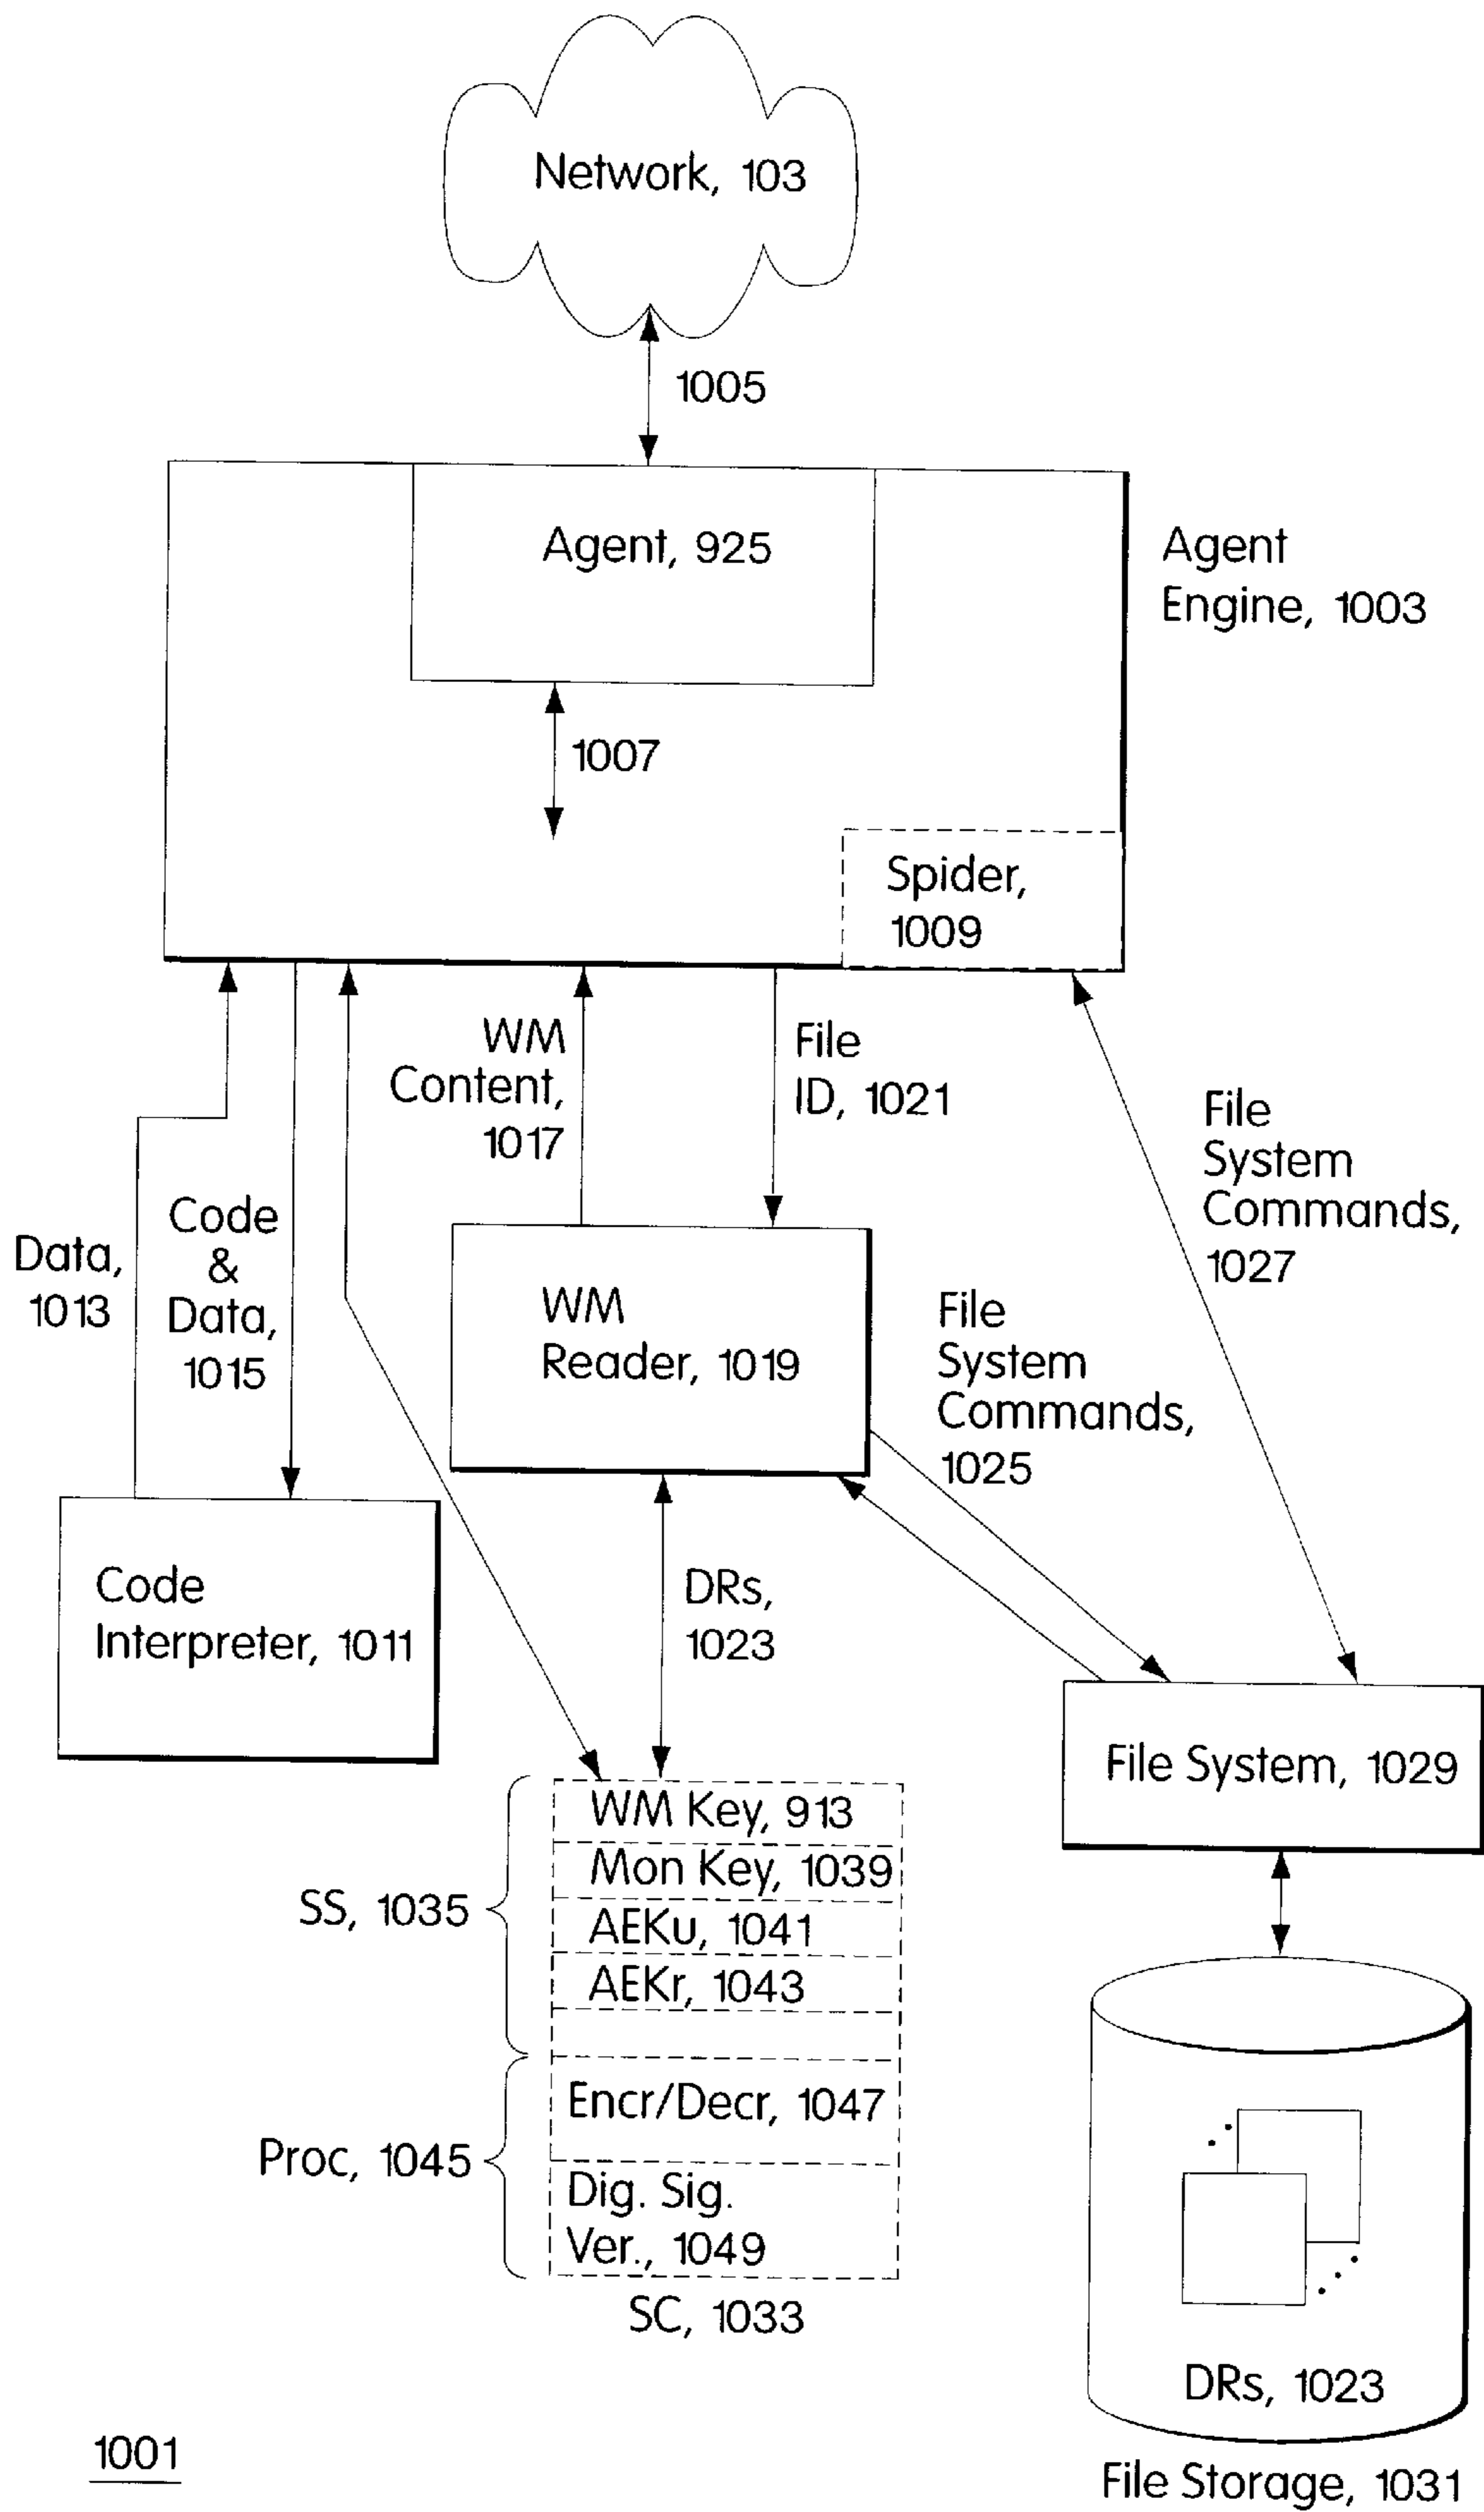 Network, 103
1005
Agent, 925
Agent
Engine, 1003
1007
Spider,
1009
WM
Content,
1017
File
ID, 1021
File
System
Commands,
1027
Data,
1013
Code
&
Data,
1015
WM
Reader, 1019
File
System
Commands,
1025
Code
Interpreter, 1011
DRs,
1023
File System, 1029
WM Key, 913
Mon Key, 1039
SS, 1035
AEKu, 1041
AEKr, 1043
Encr/Decr, 1047
Proc, 1045
Dig. Sig.
Ver., 1049
SC, 1033
DRs, 1023
File Storage, 1031
1001